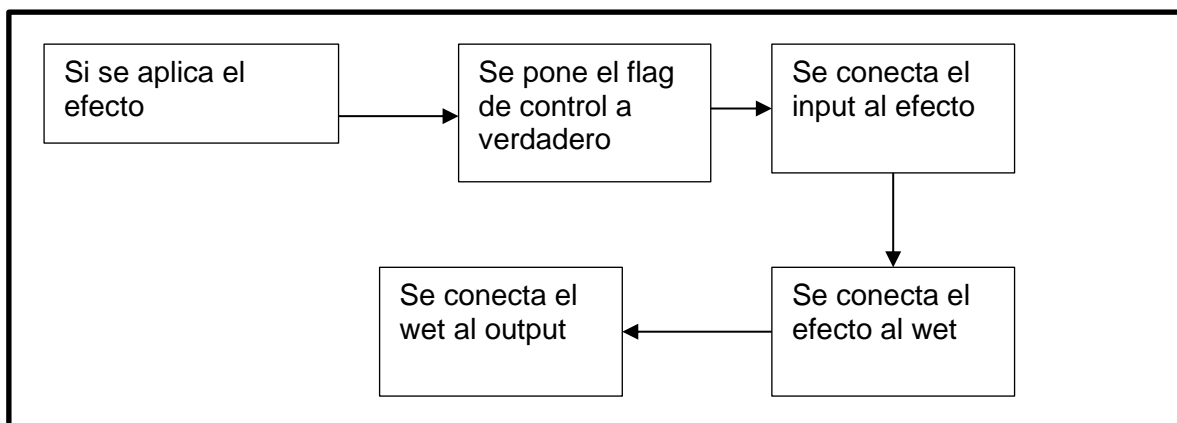 Si se aplica el
efecto
Se pone el flag
de control a
verdadero
Se conecta el
input al efecto
Se conecta el
efecto al wet
Se conecta el
wet al output